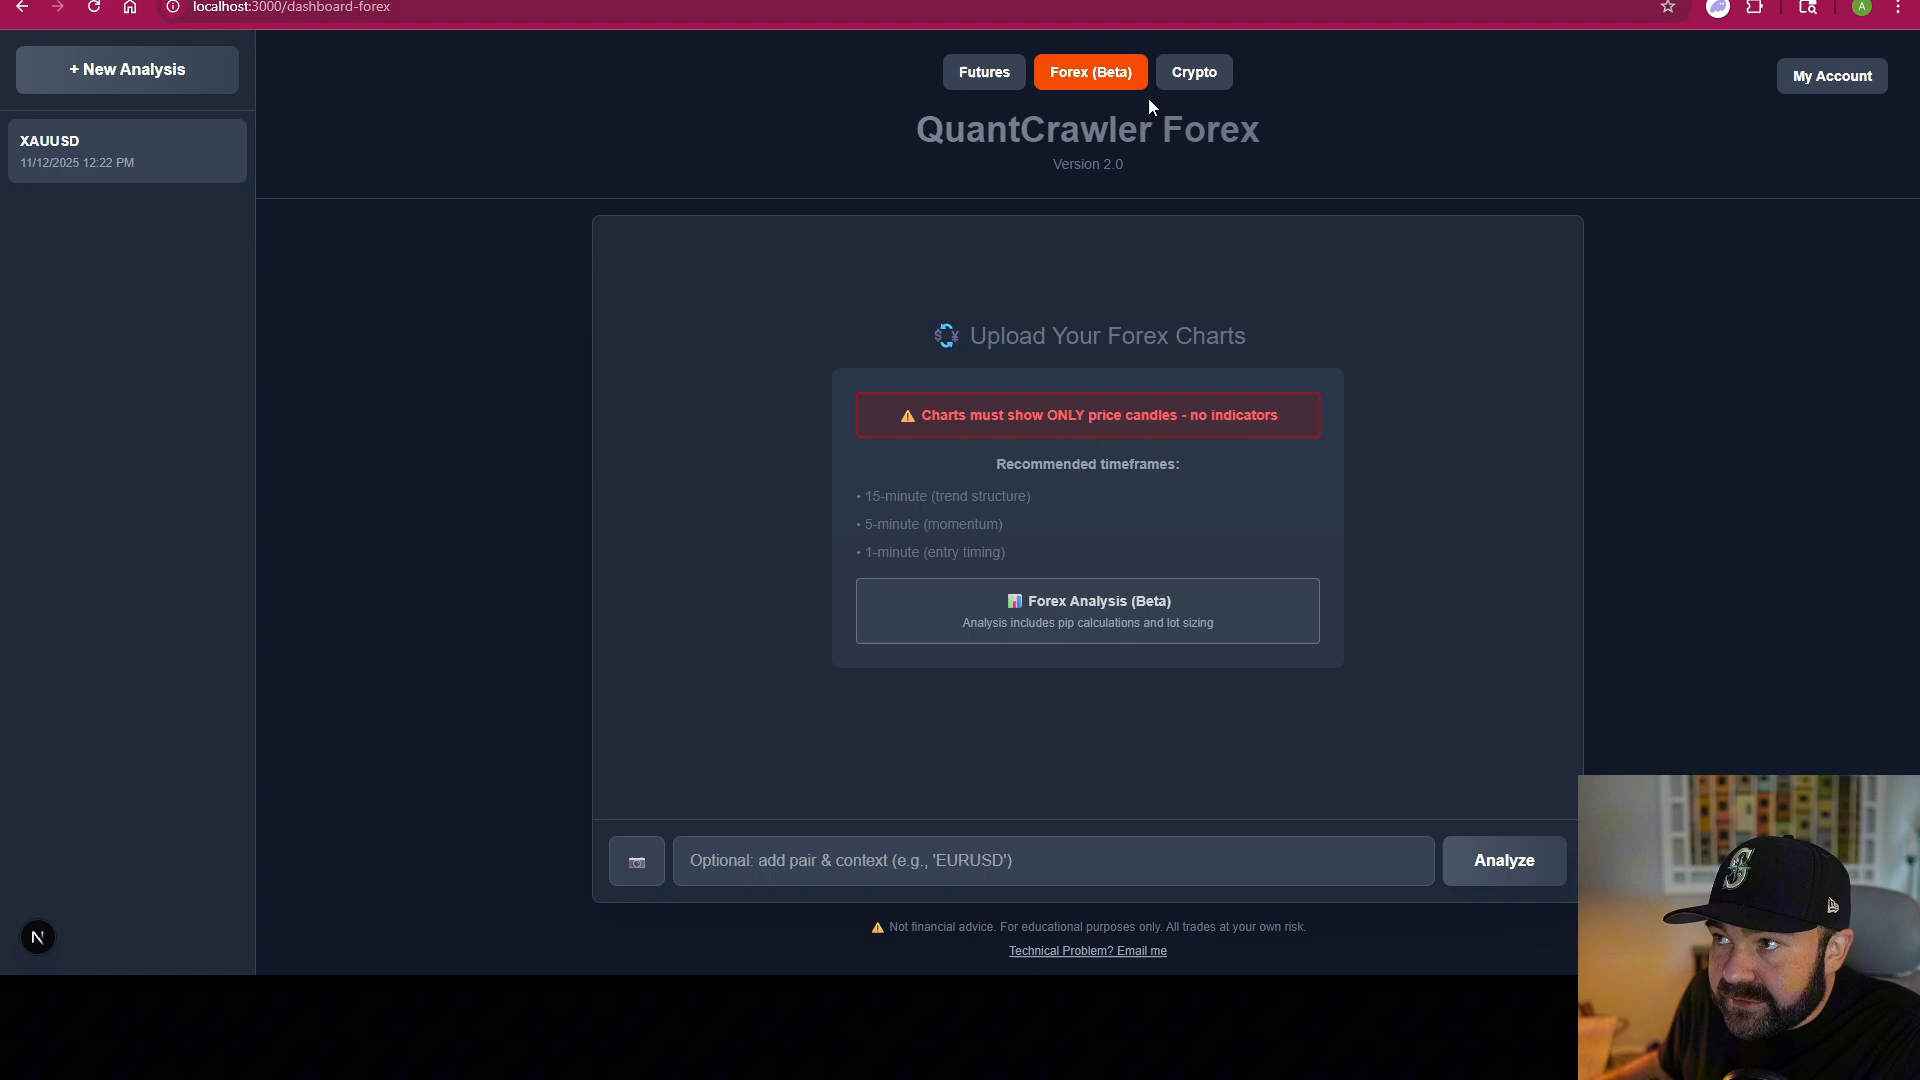 localhost:3000/dashboard-forex
A
+ New Analysis
XAUUSD
11/12/2025 12:22 PM
Futures
Forex (Beta)
Crypto
My Account
QuantCrawler Forex
Version 2.0
Upload Your Forex Charts
⚠ Charts must show ONLY price candles - no indicators
Recommended timeframes:
• 15-minute (trend structure)
• 5-minute (momentum)
• 1-minute (entry timing)
Forex Analysis (Beta)
Analysis includes pip calculations and lot sizing
Optional: add pair & context (e.g., 'EURUSD')
Analyze
⚠ Not financial advice. For educational purposes only. All trades at your own risk.
Technical Problem? Email me
N
S